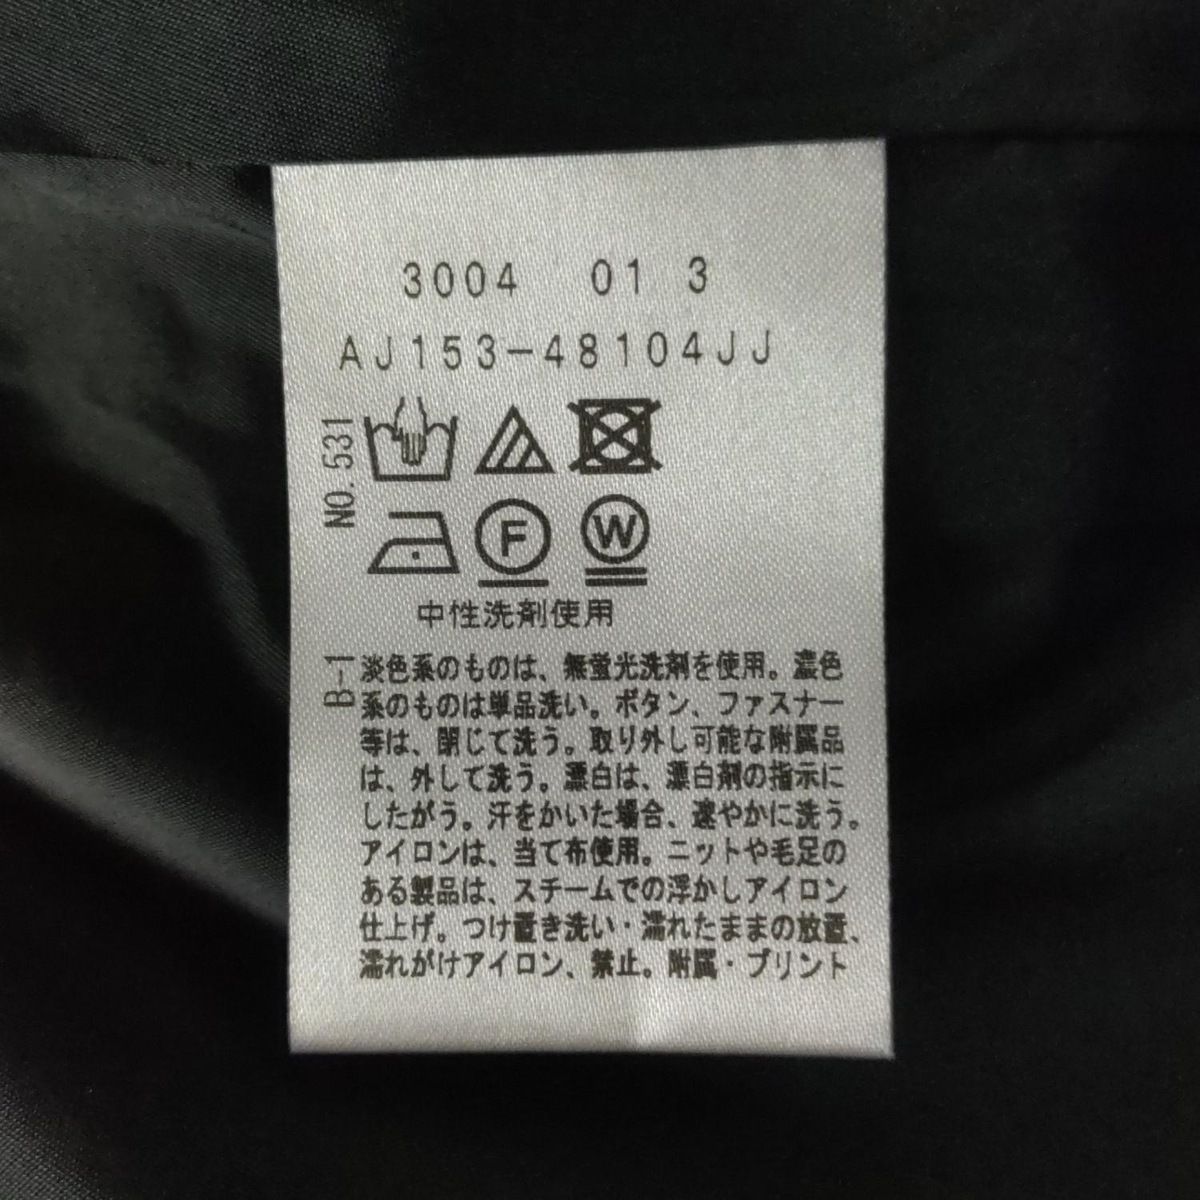 3004 01 3
AJ153-48104JJ
NO.531
F
W
中性洗剤使用
B-1
淡色系のものは、無蛍光洗剤を使用。濃色
系のものは単品洗い。ボタン、ファスナー
等は、閉じて洗う。取り外し可能な附属品
は、外して洗う。漂白は、漂白剤の指示に
したがう。汗をかいた場合、速やかに洗う。
アイロンは、当て布使用。ニットや毛足の
ある製品は、スチームでの浮かしアイロン
仕上げ。つけ置き洗い・濡れたままの放置、
濡れがけアイロン、禁止。附属・プリント